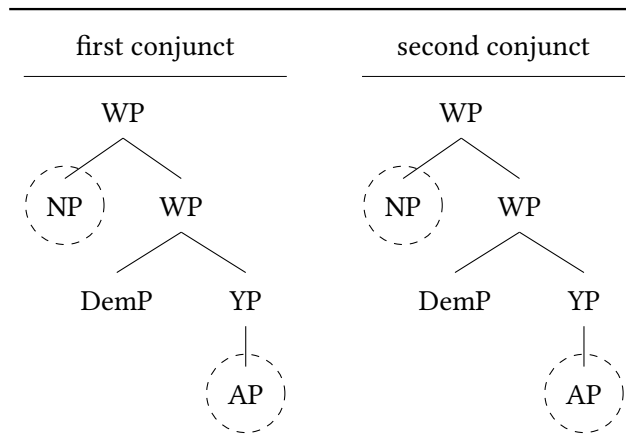 first conjunct second conjunct
WP WP
NP WP NP WP
DemP YP DemP YP
AP AP